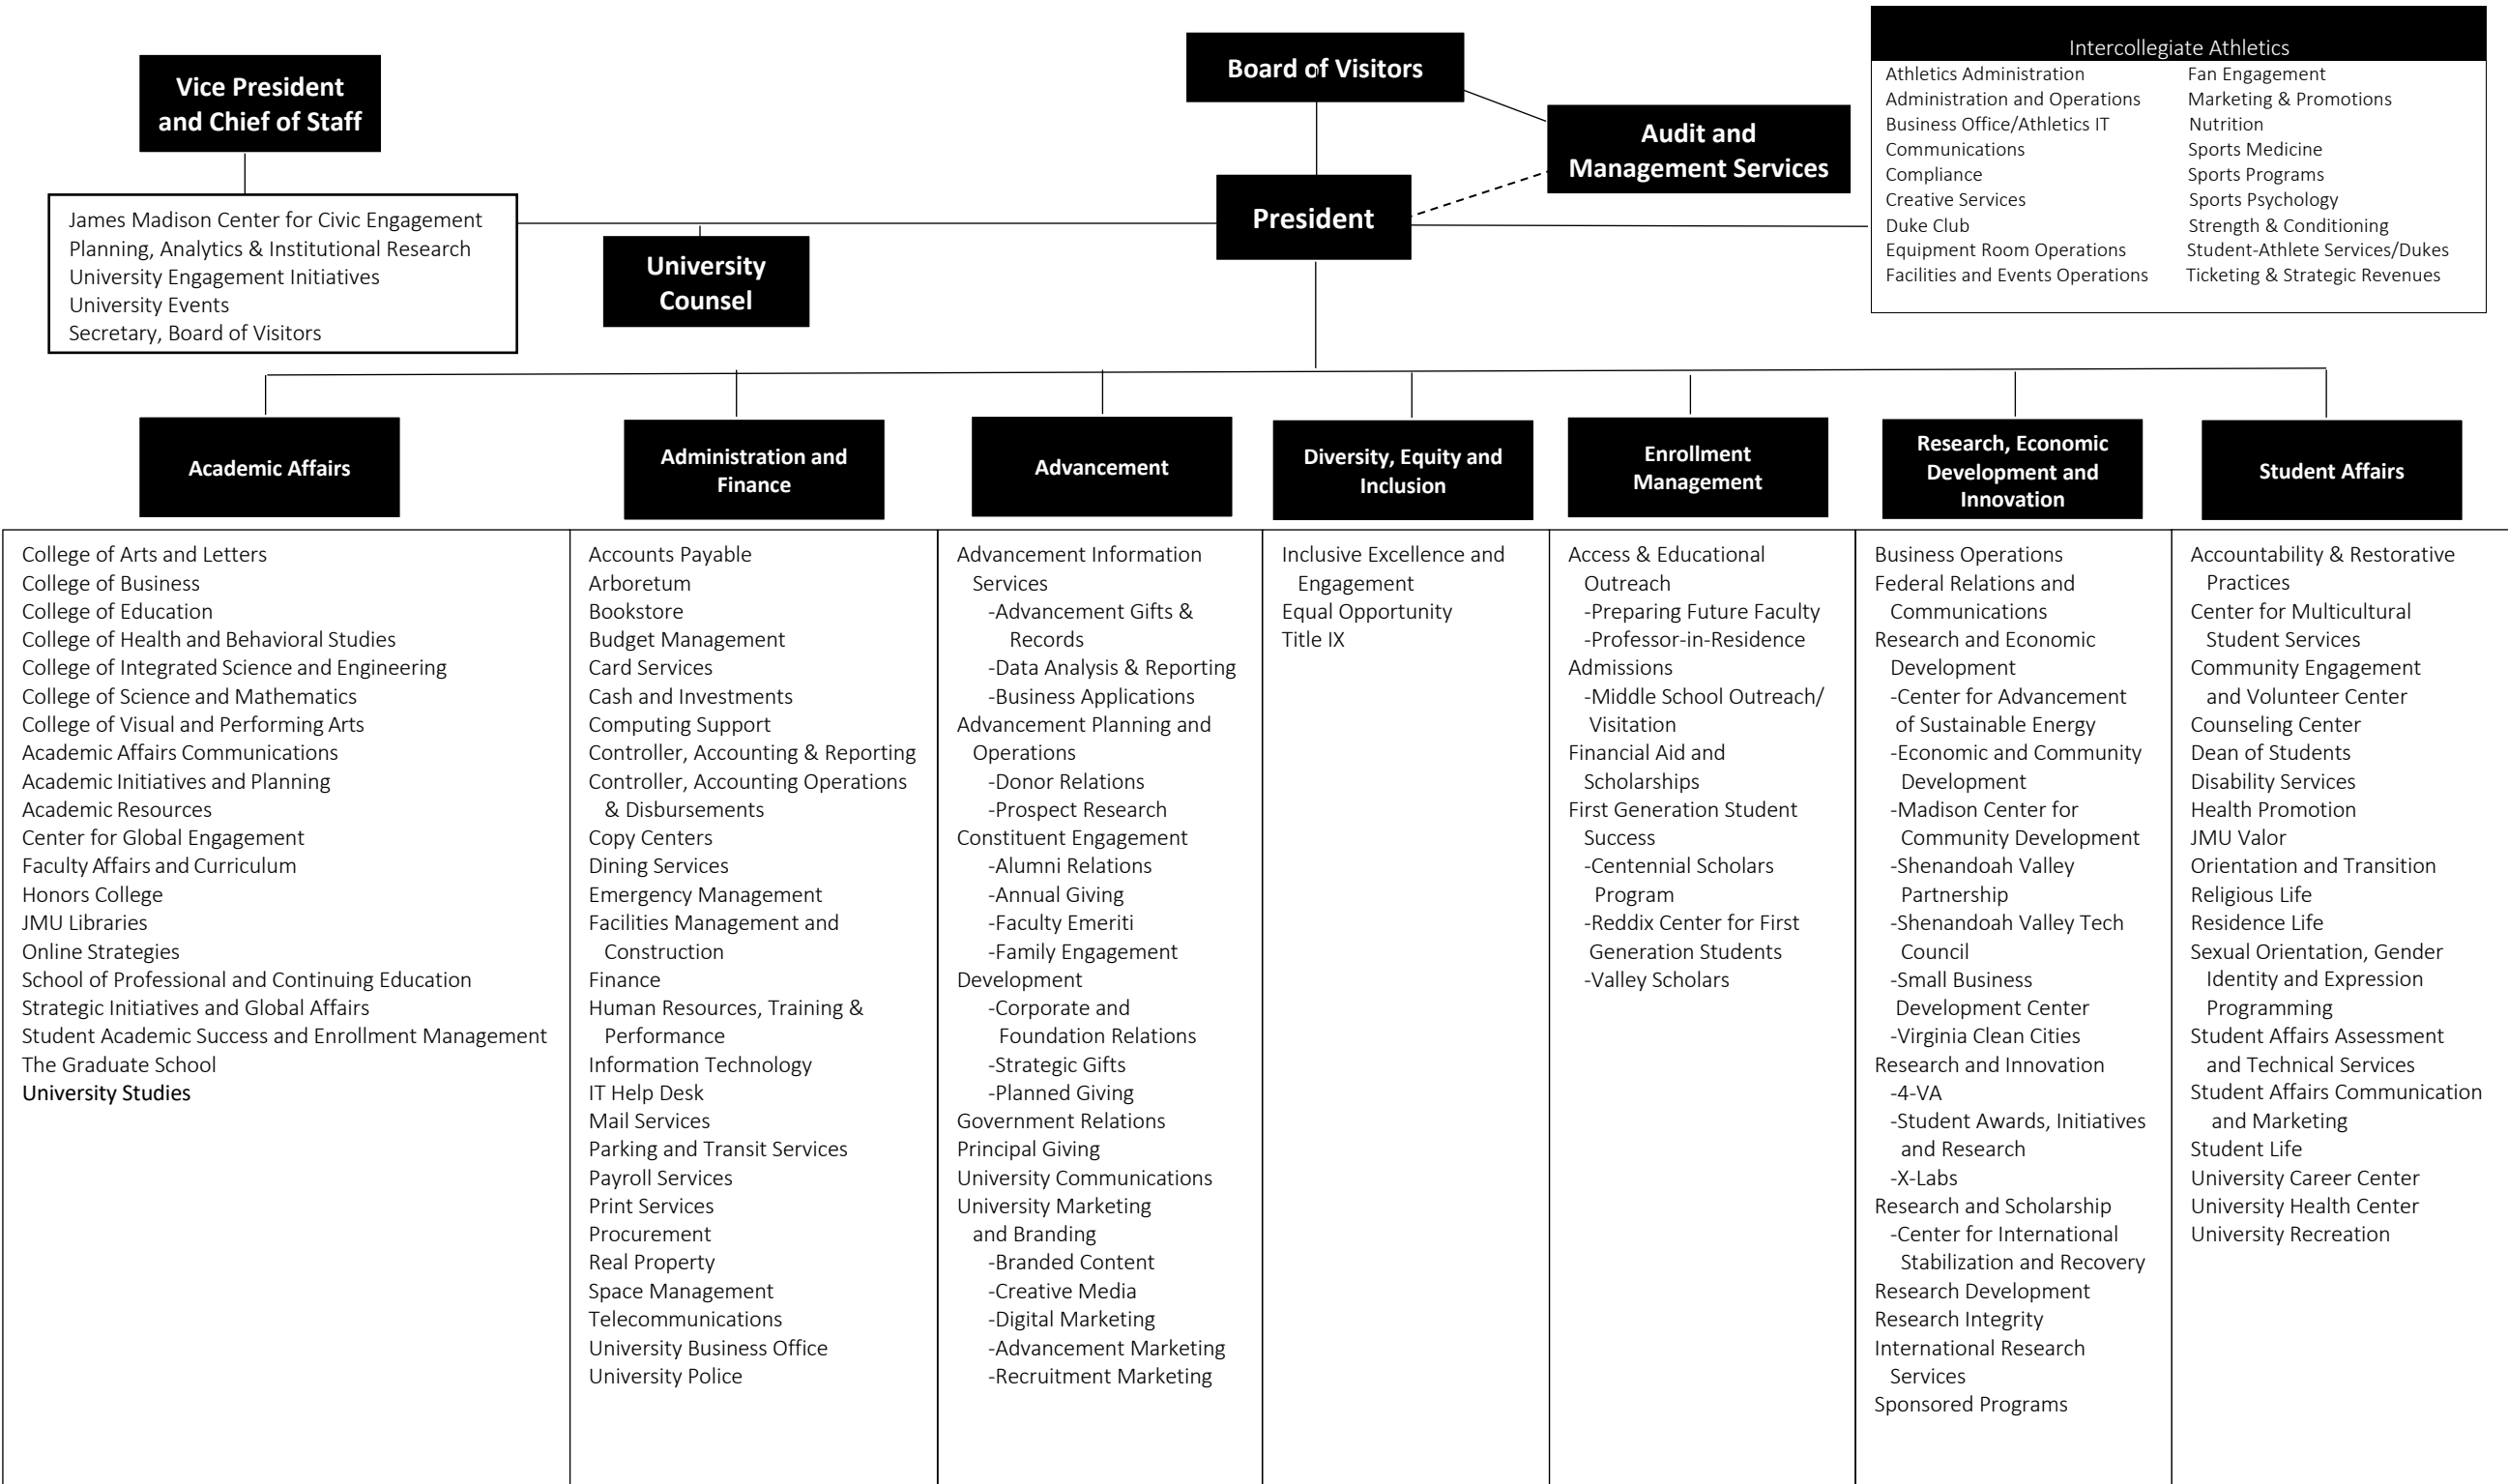 Vice President
and Chief of Staff
James Madison Center for Civic Engagement
Planning, Analytics & Institutional Research
University Engagement Initiatives
University Events
Secretary, Board of Visitors
University
Counsel
Board of Visitors
President
Audit and
Management Services
Intercollegiate Athletics
Athletics Administration
Administration and Operations
Business Office/Athletics IT
Communications
Compliance
Creative Services
Duke Club
Equipment Room Operations
Facilities and Events Operations
Fan Engagement
Marketing & Promotions
Nutrition
Sports Medicine
Sports Programs
Sports Psychology
Strength & Conditioning
Student-Athlete Services/Dukes
Ticketing & Strategic Revenues
Academic Affairs
College of Arts and Letters
College of Business
College of Education
College of Health and Behavioral Studies
College of Integrated Science and Engineering
College of Science and Mathematics
College of Visual and Performing Arts
Academic Affairs Communications
Academic Initiatives and Planning
Academic Resources
Center for Global Engagement
Faculty Affairs and Curriculum
Honors College
JMU Libraries
Online Strategies
School of Professional and Continuing Education
Strategic Initiatives and Global Affairs
Student Academic Success and Enrollment Management
The Graduate School
University Studies
Administration and
Finance
Accounts Payable
Arboretum
Bookstore
Budget Management
Card Services
Cash and Investments
Computing Support
Controller, Accounting & Reporting
Controller, Accounting Operations
& Disbursements
Copy Centers
Dining Services
Emergency Management
Facilities Management and
Construction
Finance
Human Resources, Training &
Performance
Information Technology
IT Help Desk
Mail Services
Parking and Transit Services
Payroll Services
Print Services
Procurement
Real Property
Space Management
Telecommunications
University Business Office
University Police
Advancement
Advancement Information
Services
-Advancement Gifts &
Records
-Data Analysis & Reporting
-Business Applications
Advancement Planning and
Operations
-Donor Relations
-Prospect Research
Constituent Engagement
-Alumni Relations
-Annual Giving
-Faculty Emeriti
-Family Engagement
Development
-Corporate and
Foundation Relations
-Strategic Gifts
-Planned Giving
Government Relations
Principal Giving
University Communications
University Marketing
and Branding
-Branded Content
-Creative Media
-Digital Marketing
-Advancement Marketing
-Recruitment Marketing
Diversity, Equity and
Inclusion
Inclusive Excellence and
Engagement
Equal Opportunity
Title IX
Enrollment
Management
Access & Educational
Outreach
-Preparing Future Faculty
-Professor-in-Residence
Admissions
-Middle School Outreach/
Visitation
Financial Aid and
Scholarships
First Generation Student
Success
-Centennial Scholars
Program
-Reddix Center for First
Generation Students
-Valley Scholars
Research, Economic
Development and
Innovation
Business Operations
Federal Relations and
Communications
Research and Economic
Development
-Center for Advancement
of Sustainable Energy
-Economic and Community
Development
-Madison Center for
Community Development
-Shenandoah Valley
Partnership
-Shenandoah Valley Tech
Council
-Small Business
Development Center
-Virginia Clean Cities
Research and Innovation
-4-VA
-Student Awards, Initiatives
and Research
-X-Labs
Research and Scholarship
-Center for International
Stabilization and Recovery
Research Development
Research Integrity
International Research
Services
Sponsored Programs
Student Affairs
Accountability & Restorative
Practices
Center for Multicultural
Student Services
Community Engagement
and Volunteer Center
Counseling Center
Dean of Students
Disability Services
Health Promotion
JMU Valor
Orientation and Transition
Religious Life
Residence Life
Sexual Orientation, Gender
Identity and Expression
Programming
Student Affairs Assessment
and Technical Services
Student Affairs Communication
and Marketing
Student Life
University Career Center
University Health Center
University Recreation